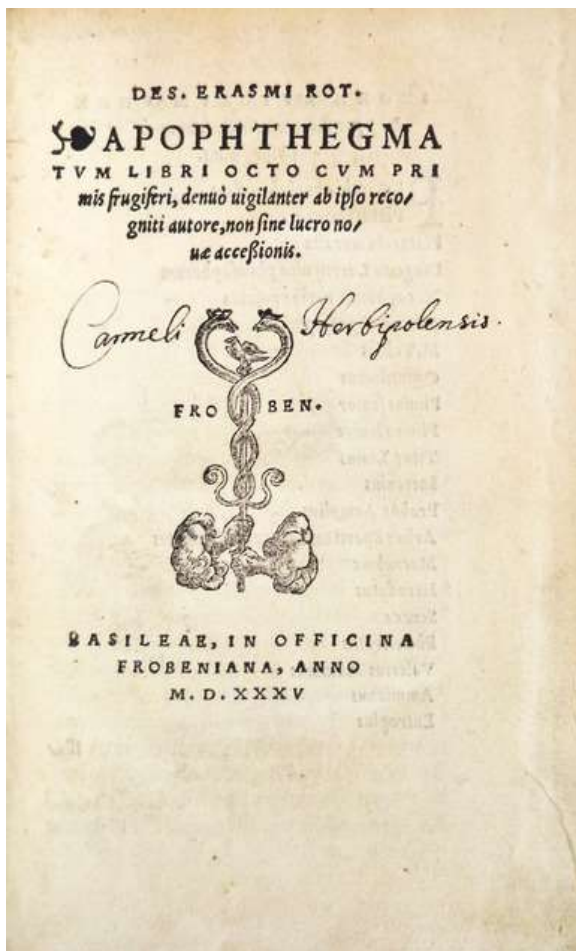 DES. ERASMI ROT.
APOPHTHEGMA
TVM LIBRI OCTO CVM PRI
mis frugiferi, denuò uigilanter ab ipſo reco/
gniti autore, non ſine lucro no/
uæ acceßionis.
Carmeli Herbipolensis.
FRO BEN.
BASILEAE, IN OFFICINA
FROBENIANA, ANNO
M. D. XXXV